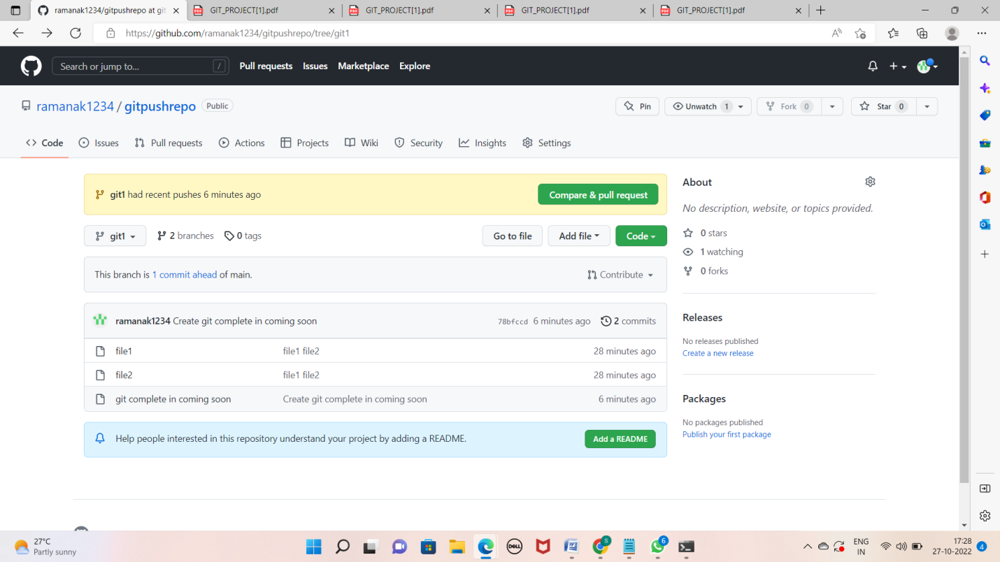 ramanak1234/gitpushrepo at git
GIT_PROJECT[1].pdf
GIT_PROJECT[1].pdf
GIT_PROJECT[1].pdf
GIT_PROJECT[1].pdf
https://github.com/ramanak1234/gitpushrepo/tree/git1
Search or jump to... /
Pull requests Issues Marketplace Explore
ramanak1234 / gitpushrepo Public
Pin Unwatch 1 Fork 0 Star 0
Code Issues Pull requests Actions Projects Wiki Security Insights Settings
git1 had recent pushes 6 minutes ago Compare & pull request
git1 2 branches 0 tags Go to file Add file Code
This branch is 1 commit ahead of main. Contribute
ramanak1234 Create git complete in coming soon 78bfccd 6 minutes ago 2 commits
file1 file1 file2 28 minutes ago
file2 file1 file2 28 minutes ago
git complete in coming soon Create git complete in coming soon 6 minutes ago
Help people interested in this repository understand your project by adding a README. Add a README
About
No description, website, or topics provided.
0 stars
1 watching
0 forks
Releases
No releases published
Create a new release
Packages
No packages published
Publish your first package
27°C
Partly sunny
DELL
S
6
ENG
IN
17:28
27-10-2022
4